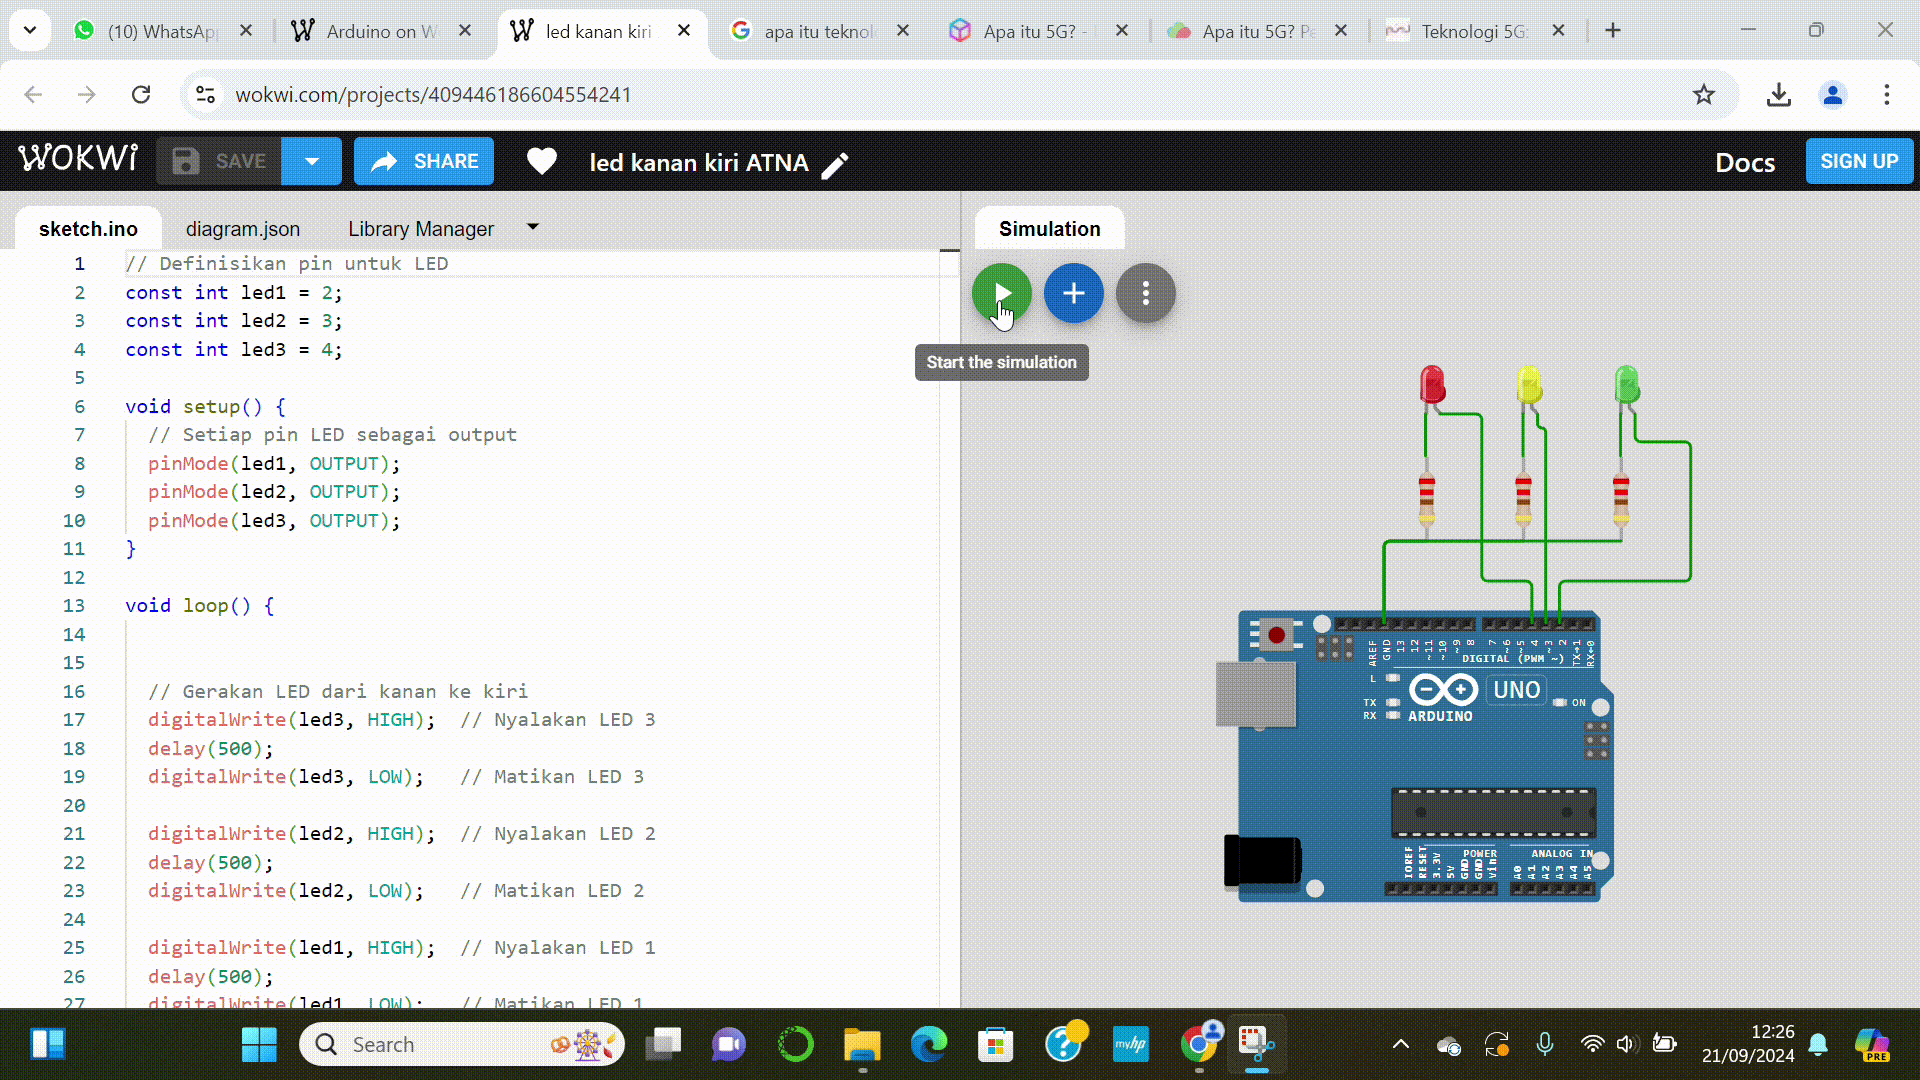 (10) WhatsAp
Arduino on W
led kanan kiri
apa itu teknol
Apa itu 5G? -
Apa itu 5G? Pe
Teknologi 5G:
wokwi.com/projects/409446186604554241
WOKWI
SAVE
SHARE
led kanan kiri ATNA
Docs
SIGN UP
sketch.ino
diagram.json
Library Manager
Simulation
Start the simulation
1 // Definisikan pin untuk LED
2 const int led1 = 2;
3 const int led2 = 3;
4 const int led3 = 4;
5
6 void setup() {
7 // Setiap pin LED sebagai output
8 pinMode(led1, OUTPUT);
9 pinMode(led2, OUTPUT);
10 pinMode(led3, OUTPUT);
11 }
12
13 void loop() {
14
15
16 // Gerakan LED dari kanan ke kiri
17 digitalWrite(led3, HIGH); // Nyalakan LED 3
18 delay(500);
19 digitalWrite(led3, LOW); // Matikan LED 3
20
21 digitalWrite(led2, HIGH); // Nyalakan LED 2
22 delay(500);
23 digitalWrite(led2, LOW); // Matikan LED 2
24
25 digitalWrite(led1, HIGH); // Nyalakan LED 1
26 delay(500);
27 digitalWrite(led1, LOW); // Matikan LED 1
AREF GND 13 12 ~11 ~10 ~9 8 7 ~6 ~5 4 ~3 2 TX→1 RX←0
DIGITAL (PWM ~)
L
TX
RX
UNO
ON
ARDUINO
POWER
ANALOG IN
IOREF RESET 3.3V 5V GND GND Vin A0 A1 A2 A3 A4 A5
Search
myhp
12:26
21/09/2024
PRE